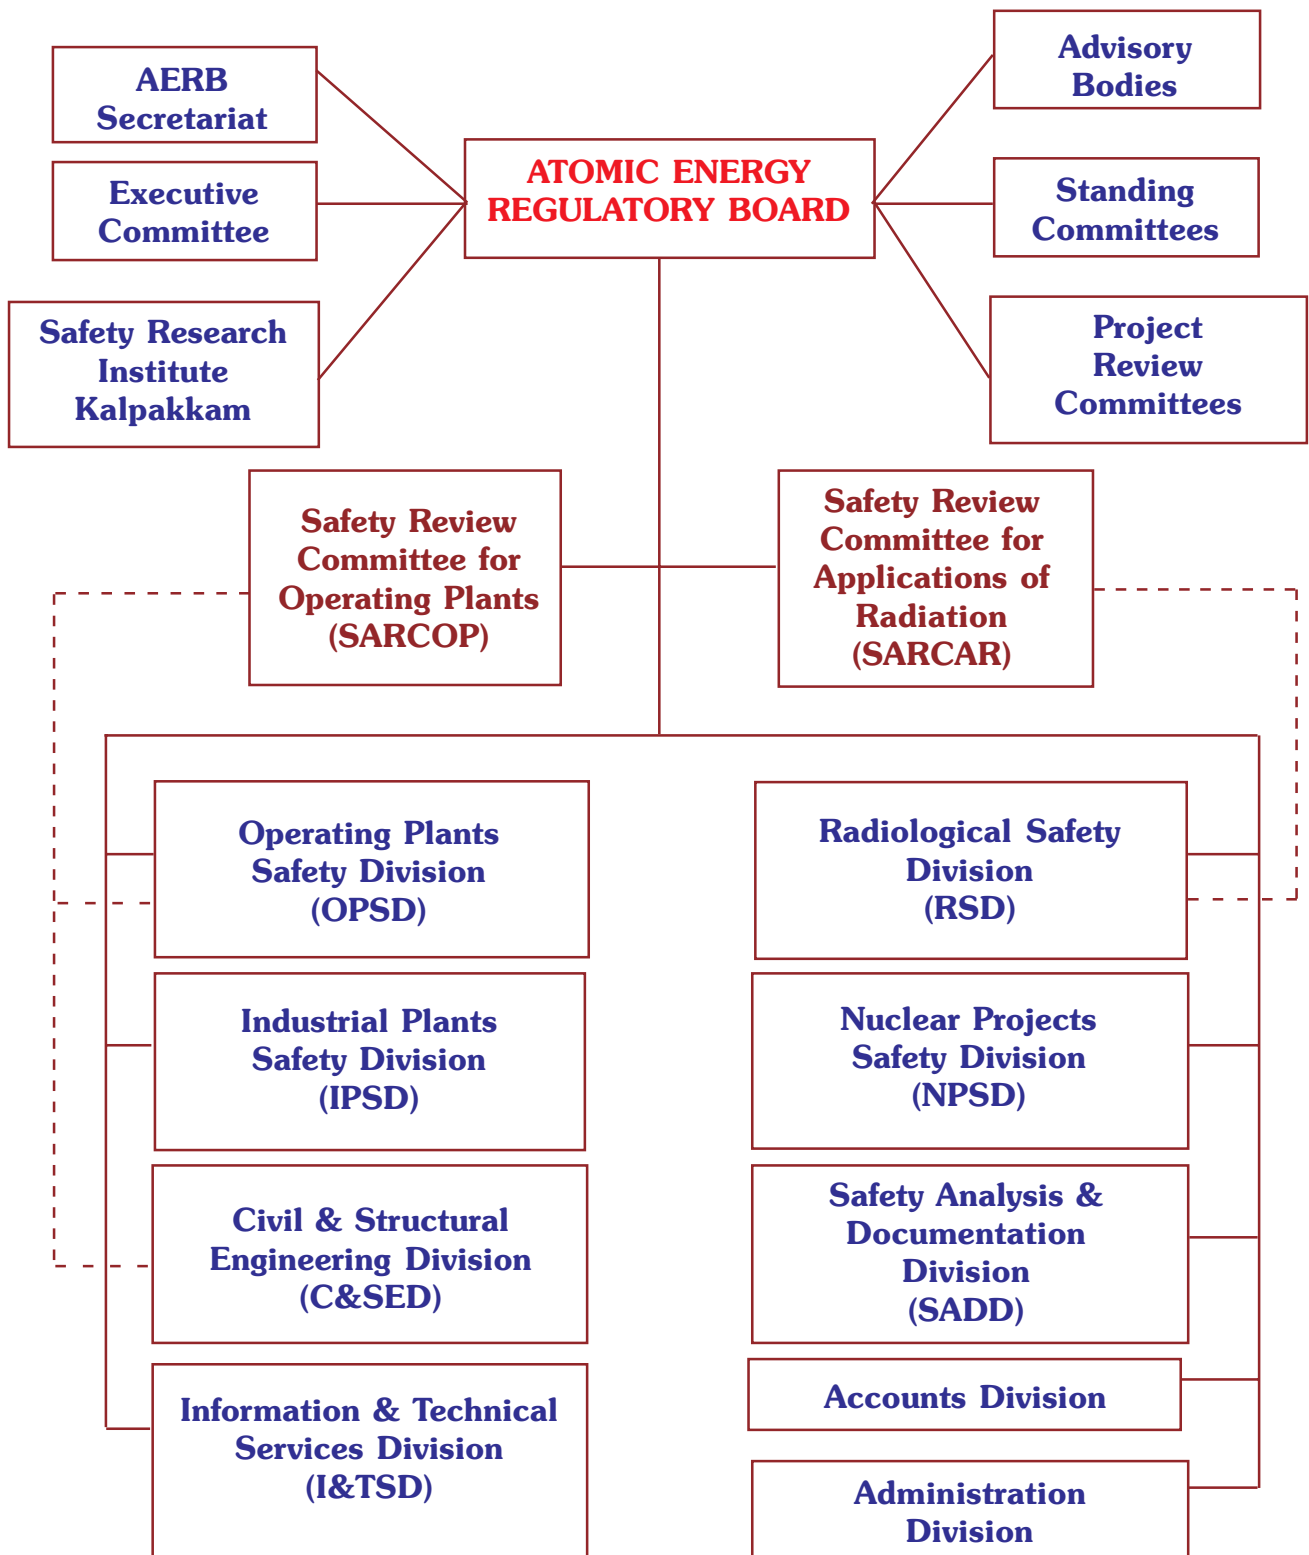 AERB
Secretariat
Executive
Committee
Safety Research
Institute
Kalpakkam
ATOMIC ENERGY
REGULATORY BOARD
Advisory
Bodies
Standing
Committees
Project
Review
Committees
Safety Review
Committee for
Operating Plants
(SARCOP)
Safety Review
Committee for
Applications of
Radiation
(SARCAR)
Operating Plants
Safety Division
(OPSD)
Industrial Plants
Safety Division
(IPSD)
Civil & Structural
Engineering Division
(C&SED)
Information & Technical
Services Division
(I&TSD)
Radiological Safety
Division
(RSD)
Nuclear Projects
Safety Division
(NPSD)
Safety Analysis &
Documentation
Division
(SADD)
Accounts Division
Administration
Division